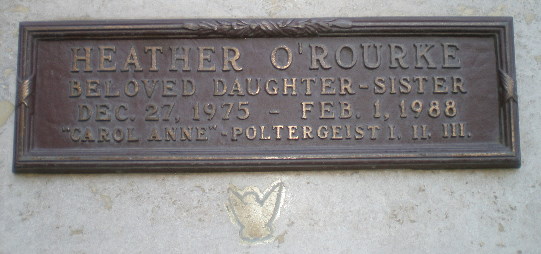 HEATHER O'ROURKE
BELOVED DAUGHTER-SISTER
DEC. 27, 1975 - FEB. 1, 1988
"CAROL ANNE"-POLTERGEIST I. II. III.